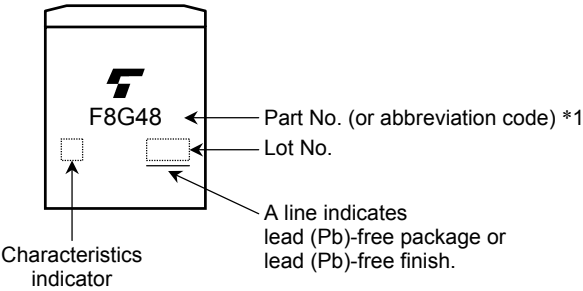 F8G48
Part No. (or abbreviation code) *1
Lot No.
A line indicates
lead (Pb)-free package or
lead (Pb)-free finish.
Characteristics
indicator